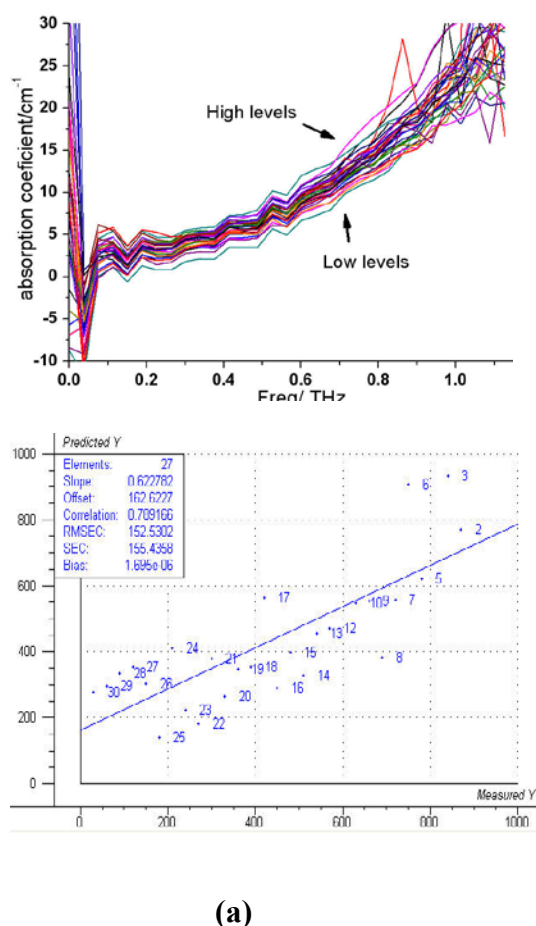 30
25
20
15
10
5
0
-5
-10
absorption coeficient/cm-1
High levels
Low levels
0.0 0.2 0.4 0.6 0.8 1.0
Freq/ THz
Predicted Y
1000
800
600
400
200
0
Elements: 27
Slope: 0.622782
Offset: 162.6227
Correlation: 0.789166
RMSEC: 152.5302
SEC: 155.4358
Bias: 1.695e-06
3
6
2
5
17
10 9 7
13 12
24
15
8
21
19 18
14
27
28
26
29
30
16
20
23
22
25
Measured Y
0 200 400 600 800 1000
(a)